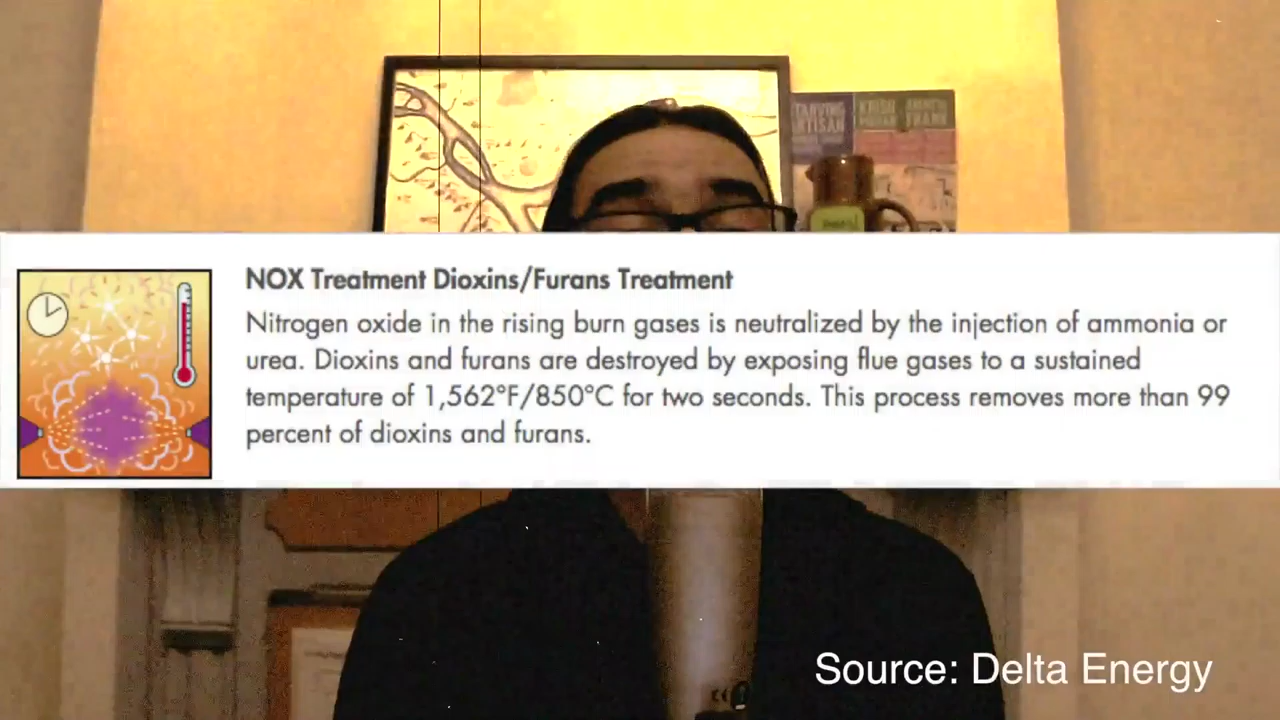 STARVING
ARTISAN
NOX Treatment Dioxins/Furans Treatment
Nitrogen oxide in the rising burn gases is neutralized by the injection of ammonia or
urea. Dioxins and furans are destroyed by exposing flue gases to a sustained
temperature of 1,562°F/850°C for two seconds. This process removes more than 99
percent of dioxins and furans.
Source: Delta Energy